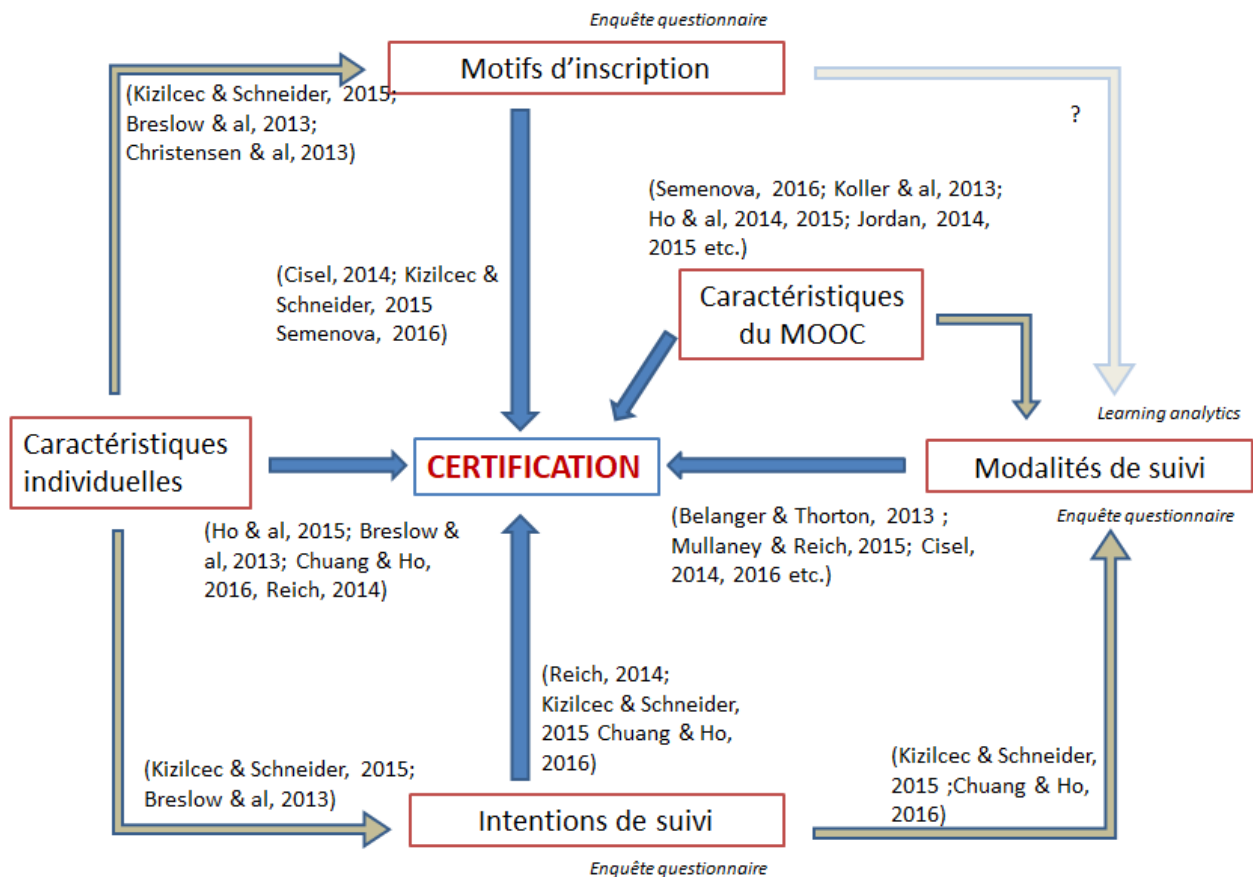 Enquête questionnaire
Motifs d'inscription
(Kizilcec & Schneider, 2015;
Breslow & al, 2013;
Christensen & al, 2013)
?
(Semenova, 2016; Koller & al, 2013;
Ho & al, 2014, 2015; Jordan, 2014,
2015 etc.)
(Cisel, 2014; Kizilcec &
Schneider, 2015
Semenova, 2016)
Caractéristiques
du MOOC
Learning analytics
Caractéristiques
individuelles
CERTIFICATION
Modalités de suivi
Enquête questionnaire
(Ho & al, 2015; Breslow &
al, 2013; Chuang & Ho,
2016, Reich, 2014)
(Belanger & Thorton, 2013 ;
Mullaney & Reich, 2015; Cisel,
2014, 2016 etc.)
(Reich, 2014;
Kizilcec & Schneider,
2015 Chuang & Ho,
2016)
(Kizilcec & Schneider, 2015;
Breslow & al, 2013)
(Kizilcec & Schneider,
2015 ;Chuang & Ho,
2016)
Intentions de suivi
Enquête questionnaire